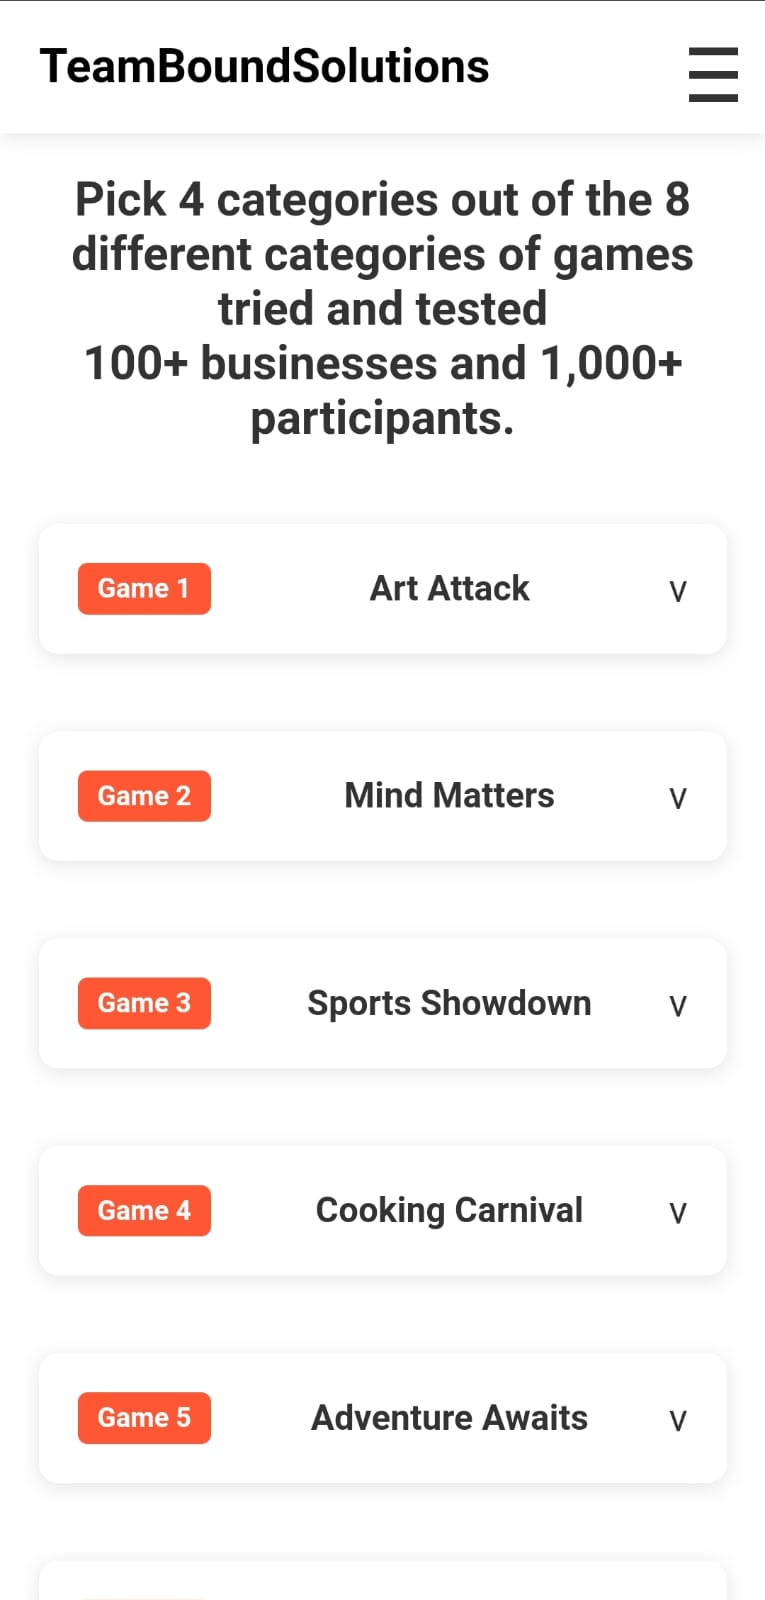 TeamBoundSolutions
Pick 4 categories out of the 8
different categories of games
tried and tested
100+ businesses and 1,000+
participants.
Game 1 Art Attack V
Game 2 Mind Matters V
Game 3 Sports Showdown V
Game 4 Cooking Carnival V
Game 5 Adventure Awaits V